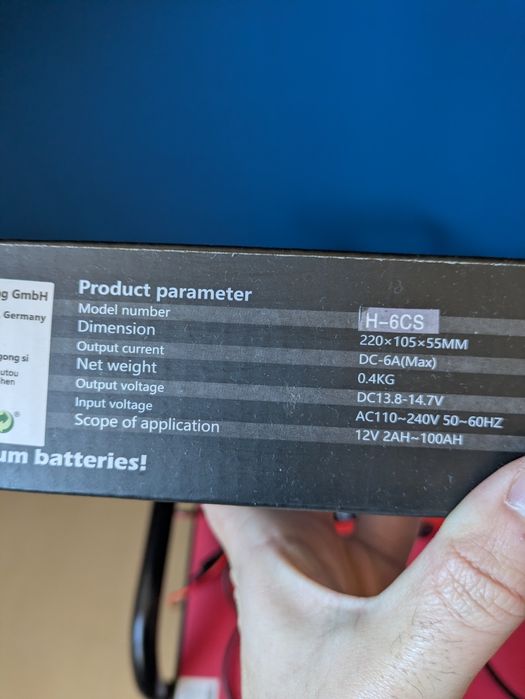 ng GmbH
, Germany
gong si
utou
hen
Product parameter
Model number H-6CS
Dimension 220×105×55MM
Output current DC-6A(Max)
Net weight 0.4KG
Output voltage DC13.8-14.7V
Input voltage AC110~240V 50~60HZ
Scope of application 12V 2AH~100AH
um batteries!